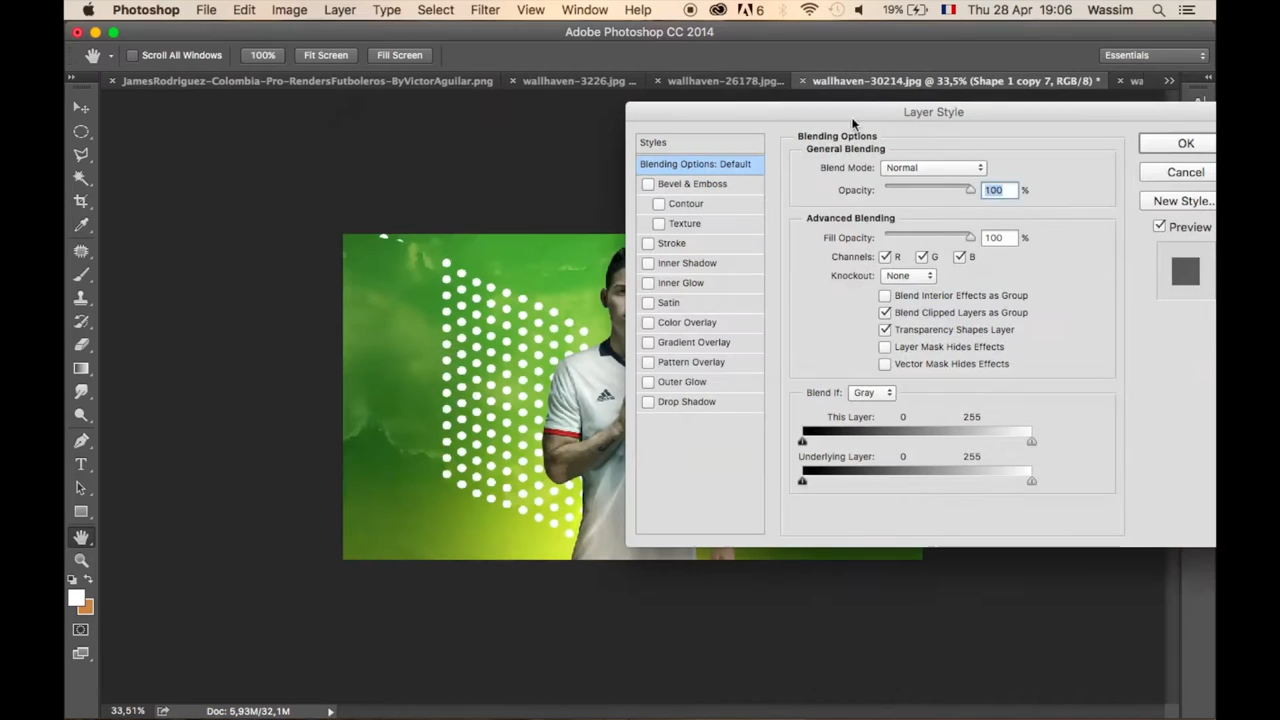 Photoshop File Edit Image Layer Type Select Filter View Window Help 6 19% Thu 28 Apr 19:06 Wassim
Adobe Photoshop CC 2014
Scroll All Windows 100% Fit Screen Fill Screen Essentials
JamesRodriguez-Colombia-Pro-RendersFutboleros-ByVictorAguilar.png wallhaven-3226.jpg ... wallhaven-26178.jpg... wallhaven-30214.jpg @ 33,5% (Shape 1 copy 7, RGB/8) * wa
Layer Style
Styles
Blending Options: Default
Bevel & Emboss
Contour
Texture
Stroke
Inner Shadow
Inner Glow
Satin
Color Overlay
Gradient Overlay
Pattern Overlay
Outer Glow
Drop Shadow
Blending Options
General Blending
Blend Mode: Normal
Opacity: 100 %
Advanced Blending
Fill Opacity: 100 %
Channels: R G B
Knockout: None
Blend Interior Effects as Group
Blend Clipped Layers as Group
Transparency Shapes Layer
Layer Mask Hides Effects
Vector Mask Hides Effects
Blend If: Gray
This Layer: 0 255
Underlying Layer: 0 255
OK
Cancel
New Style...
Preview
33,51% Doc: 5,93M/32,1M